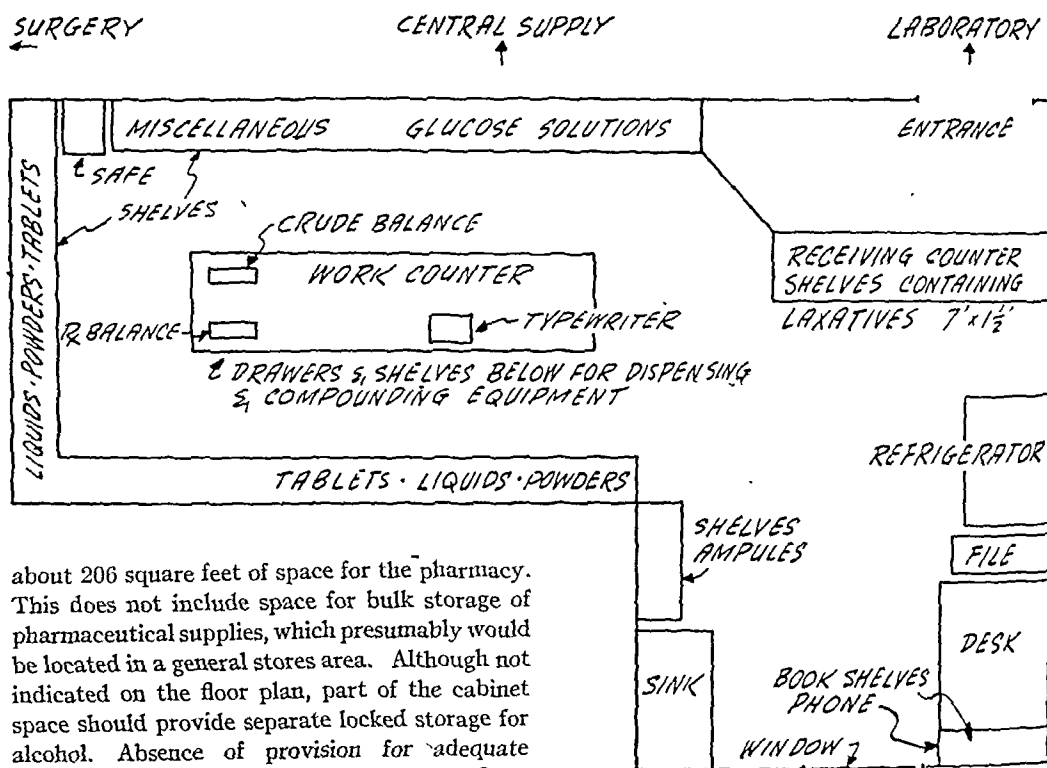 SURGERY
CENTRAL SUPPLY
LABORATORY
MISCELLANEOUS GLUCOSE SOLUTIONS
ENTRANCE
SAFE
SHELVES
LIQUIDS · POWDERS · TABLETS
CRUDE BALANCE
WORK COUNTER
RECEIVING COUNTER
SHELVES CONTAINING
LAXATIVES 7' x 1½'
℞ BALANCE
TYPEWRITER
DRAWERS & SHELVES BELOW FOR DISPENSING
& COMPOUNDING EQUIPMENT
REFRIGERATOR
TABLETS · LIQUIDS · POWDERS
SHELVES
AMPULES
FILE
DESK
SINK
BOOK SHELVES
PHONE
WINDOW
about 206 square feet of space for the pharmacy.
This does not include space for bulk storage of
pharmaceutical supplies, which presumably would
be located in a general stores area. Although not
indicated on the floor plan, part of the cabinet
space should provide separate locked storage for
alcohol. Absence of provision for adequate